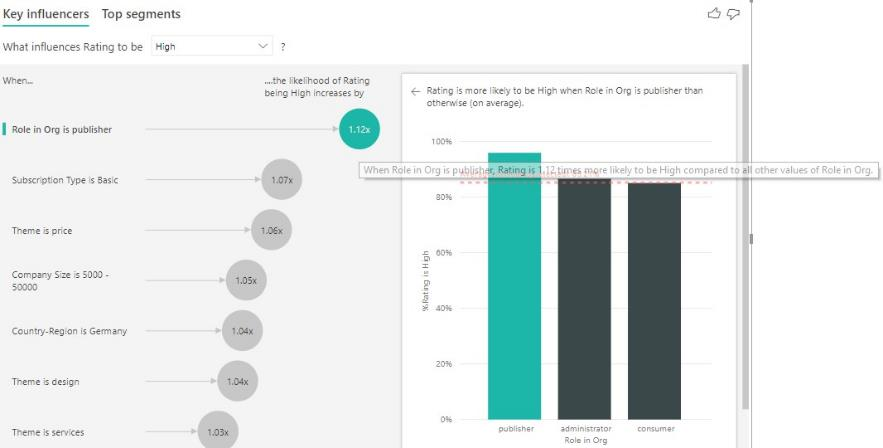 Key influencers Top segments
What influences Rating to be High ?
When...
....the likelihood of Rating
being High increases by
Role in Org is publisher
1.12x
Subscription Type is Basic
1.07x
Theme is price
1.06x
Company Size is 5000 -
50000
1.05x
Country-Region is Germany
1.04x
Theme is design
1.04x
Theme is services
1.03x
← Rating is more likely to be High when Role in Org is publisher than
otherwise (on average).
100%
When Role in Org is publisher, Rating is 1.12 times more likely to be High compared to all other values of Role in Org.
80%
60%
40%
20%
0%
%Rating is High
publisher
administrator
consumer
Role in Org